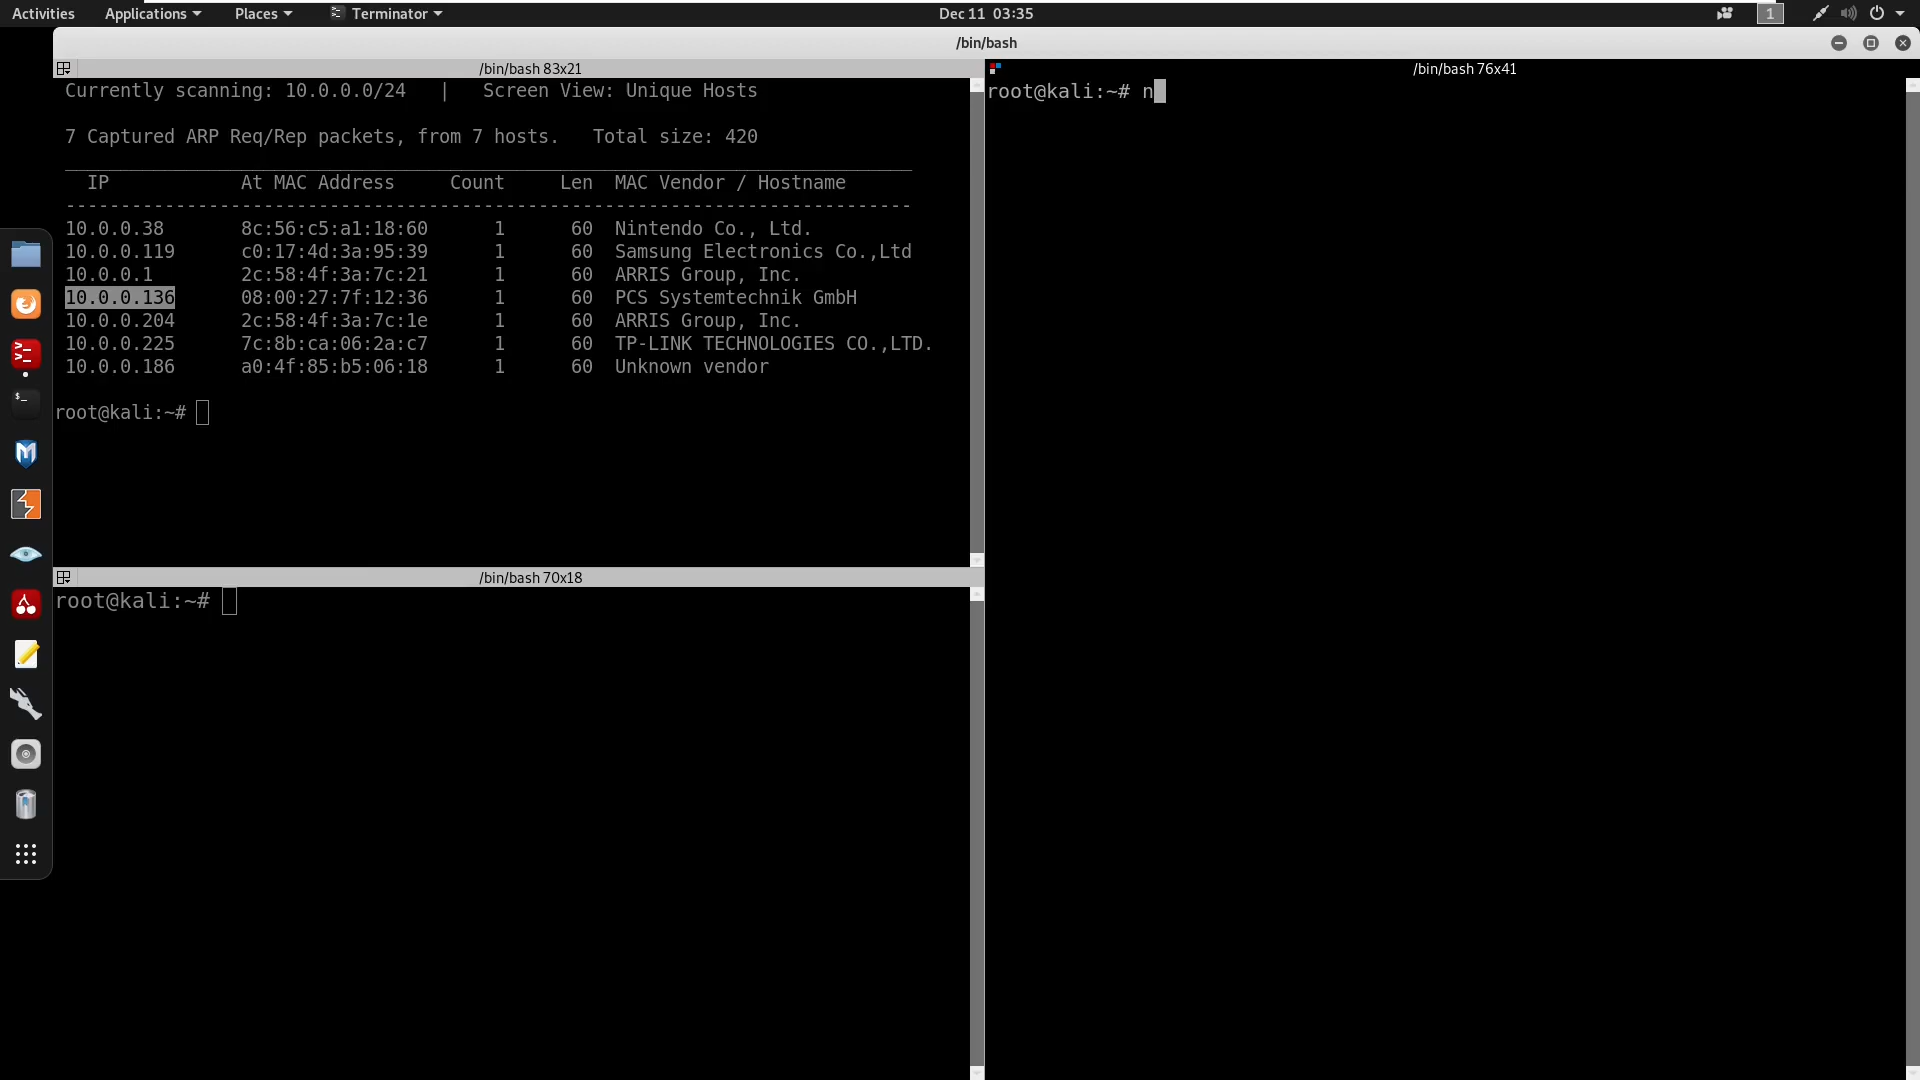 Activities Applications Places Terminator Dec 11 03:35 1
/bin/bash
/bin/bash 83x21
Currently scanning: 10.0.0.0/24 | Screen View: Unique Hosts
7 Captured ARP Req/Rep packets, from 7 hosts. Total size: 420
_____________________________________________________________________________
IP At MAC Address Count Len MAC Vendor / Hostname
-----------------------------------------------------------------------------
10.0.0.38 8c:56:c5:a1:18:60 1 60 Nintendo Co., Ltd.
10.0.0.119 c0:17:4d:3a:95:39 1 60 Samsung Electronics Co.,Ltd
10.0.0.1 2c:58:4f:3a:7c:21 1 60 ARRIS Group, Inc.
10.0.0.136 08:00:27:7f:12:36 1 60 PCS Systemtechnik GmbH
10.0.0.204 2c:58:4f:3a:7c:1e 1 60 ARRIS Group, Inc.
10.0.0.225 7c:8b:ca:06:2a:c7 1 60 TP-LINK TECHNOLOGIES CO.,LTD.
10.0.0.186 a0:4f:85:b5:06:18 1 60 Unknown vendor
root@kali:~#
/bin/bash 70x18
root@kali:~#
/bin/bash 76x41
root@kali:~# n